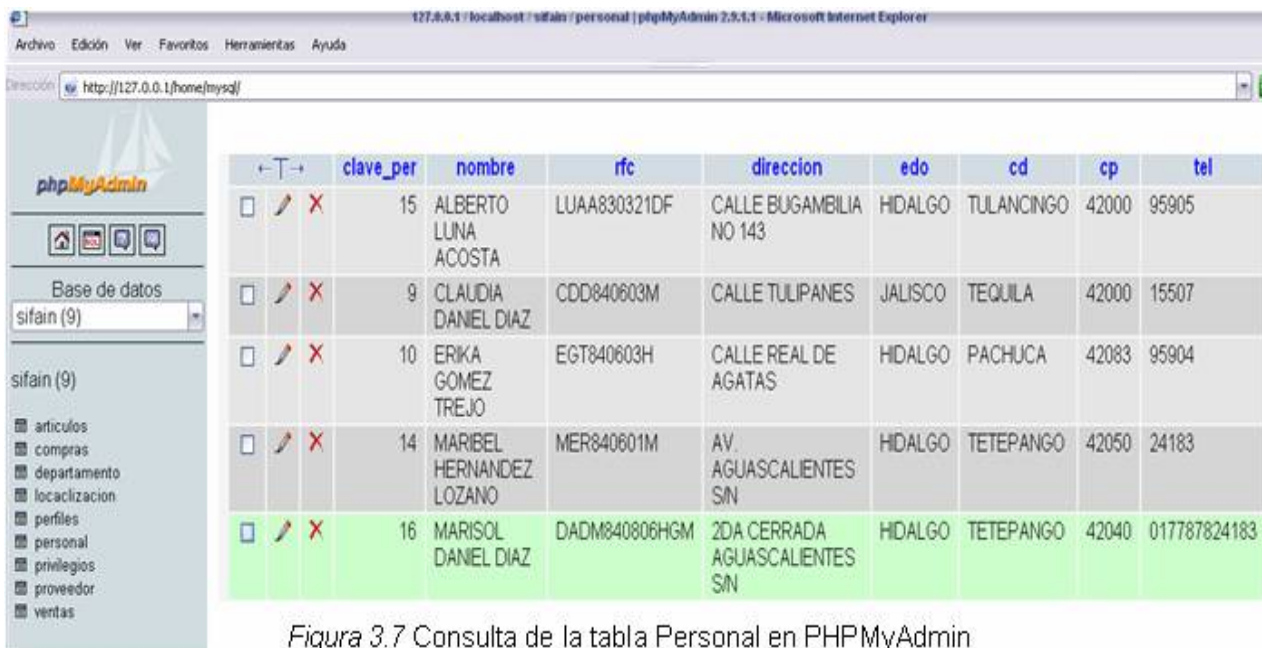 127.0.0.1 / localhost / sifain / personal | phpMyAdmin 2.9.1.1 - Microsoft Internet Explorer
Archivo Edición Ver Favoritos Herramientas Ayuda
Dirección http://127.0.0.1/home/mysql/
phpMyAdmin
SQL
Base de datos
sifain (9)
sifain (9)
articulos
compras
departamento
locaclizacion
perfiles
personal
privilegios
proveedor
ventas
←T→ clave_per nombre rfc direccion edo cd cp tel
15 ALBERTO LUAA830321DF CALLE BUGAMBILIA HIDALGO TULANCINGO 42000 95905
LUNA NO 143
ACOSTA
9 CLAUDIA CDD840603M CALLE TULIPANES JALISCO TEQUILA 42000 15507
DANIEL DIAZ
10 ERIKA EGT840603H CALLE REAL DE HIDALGO PACHUCA 42083 95904
GOMEZ AGATAS
TREJO
14 MARIBEL MER840601M AV. HIDALGO TETEPANGO 42050 24183
HERNANDEZ AGUASCALIENTES
LOZANO S/N
16 MARISOL DADM840806HGM 2DA CERRADA HIDALGO TETEPANGO 42040 017787824183
DANIEL DIAZ AGUASCALIENTES
S/N
Figura 3.7 Consulta de la tabla Personal en PHPMyAdmin